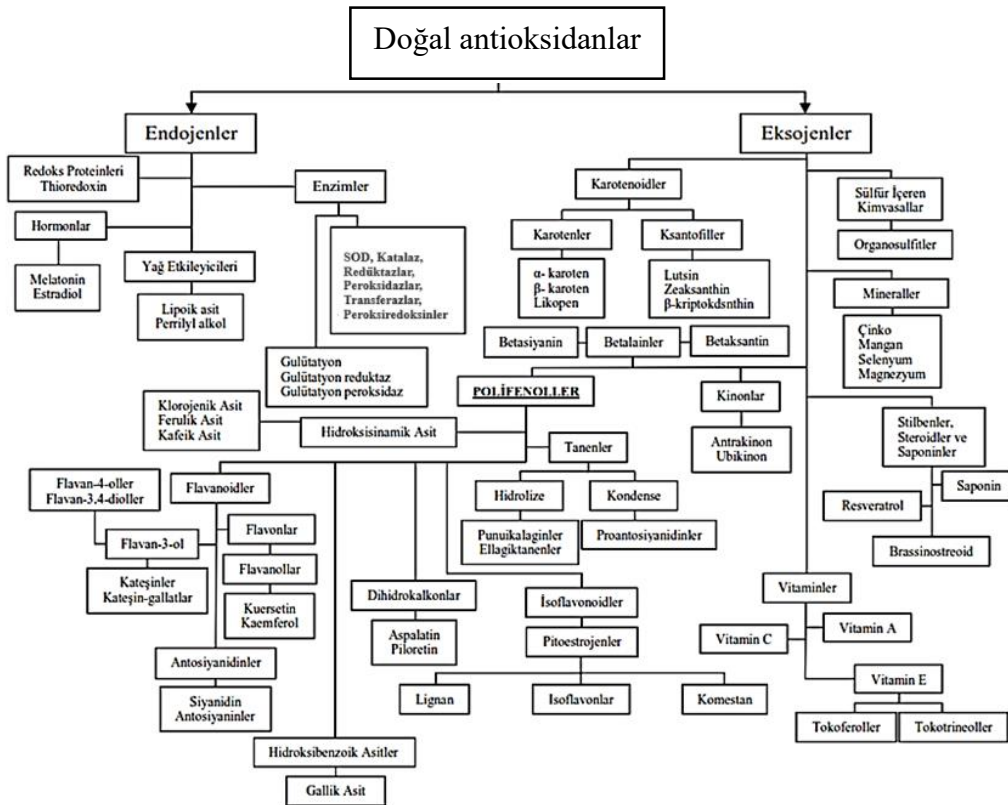 Doğal antioksidanlar
Endojenler
Eksojenler
Redoks Proteinleri
Thioredoxin
Enzimler
Hormonlar
Melatonin
Estradiol
Yağ Etkileyicileri
Lipoik asit
Perrilyl alkol
SOD, Katalaz,
Redüktazlar,
Peroksidazlar,
Transferazlar,
Peroksiredoksinler
Gulütatyon
Gulütatyon reduktaz
Gulütatyon peroksidaz
Karotenoidler
Karotenler
Ksantofiller
α- karoten
β- karoten
Likopen
Lutsin
Zeaksanthin
β-kriptokdsnthin
Sülfür İçeren
Kimvasallar
Organosulfitler
Mineraller
Çinko
Mangan
Selenyum
Magnezyum
Betasiyanin
Betalainler
Betaksantin
POLİFENOLLER
Kinonlar
Antrakinon
Ubikinon
Klorojenik Asit
Ferulik Asit
Kafeik Asit
Hidroksisinamik Asit
Tanenler
Hidrolize
Kondense
Punuikalaginler
Ellagiktanenler
Proantosiyanidinler
Stilbenler,
Steroidler ve
Saponinler
Saponin
Resveratrol
Brassinostreoid
Flavan-4-oller
Flavan-3.4-dioller
Flavanoidler
Flavan-3-ol
Kateşinler
Kateşin-gallatlar
Flavonlar
Flavanollar
Kuersetin
Kaemferol
Antosiyanidinler
Siyanidin
Antosiyaninler
Dihidrokalkonlar
Aspalatin
Piloretin
İsoflavonoidler
Pitoestrojenler
Lignan
Isoflavonlar
Komestan
Vitaminler
Vitamin C
Vitamin A
Vitamin E
Tokoferoller
Tokotrineoller
Hidroksibenzoik Asitler
Gallik Asit